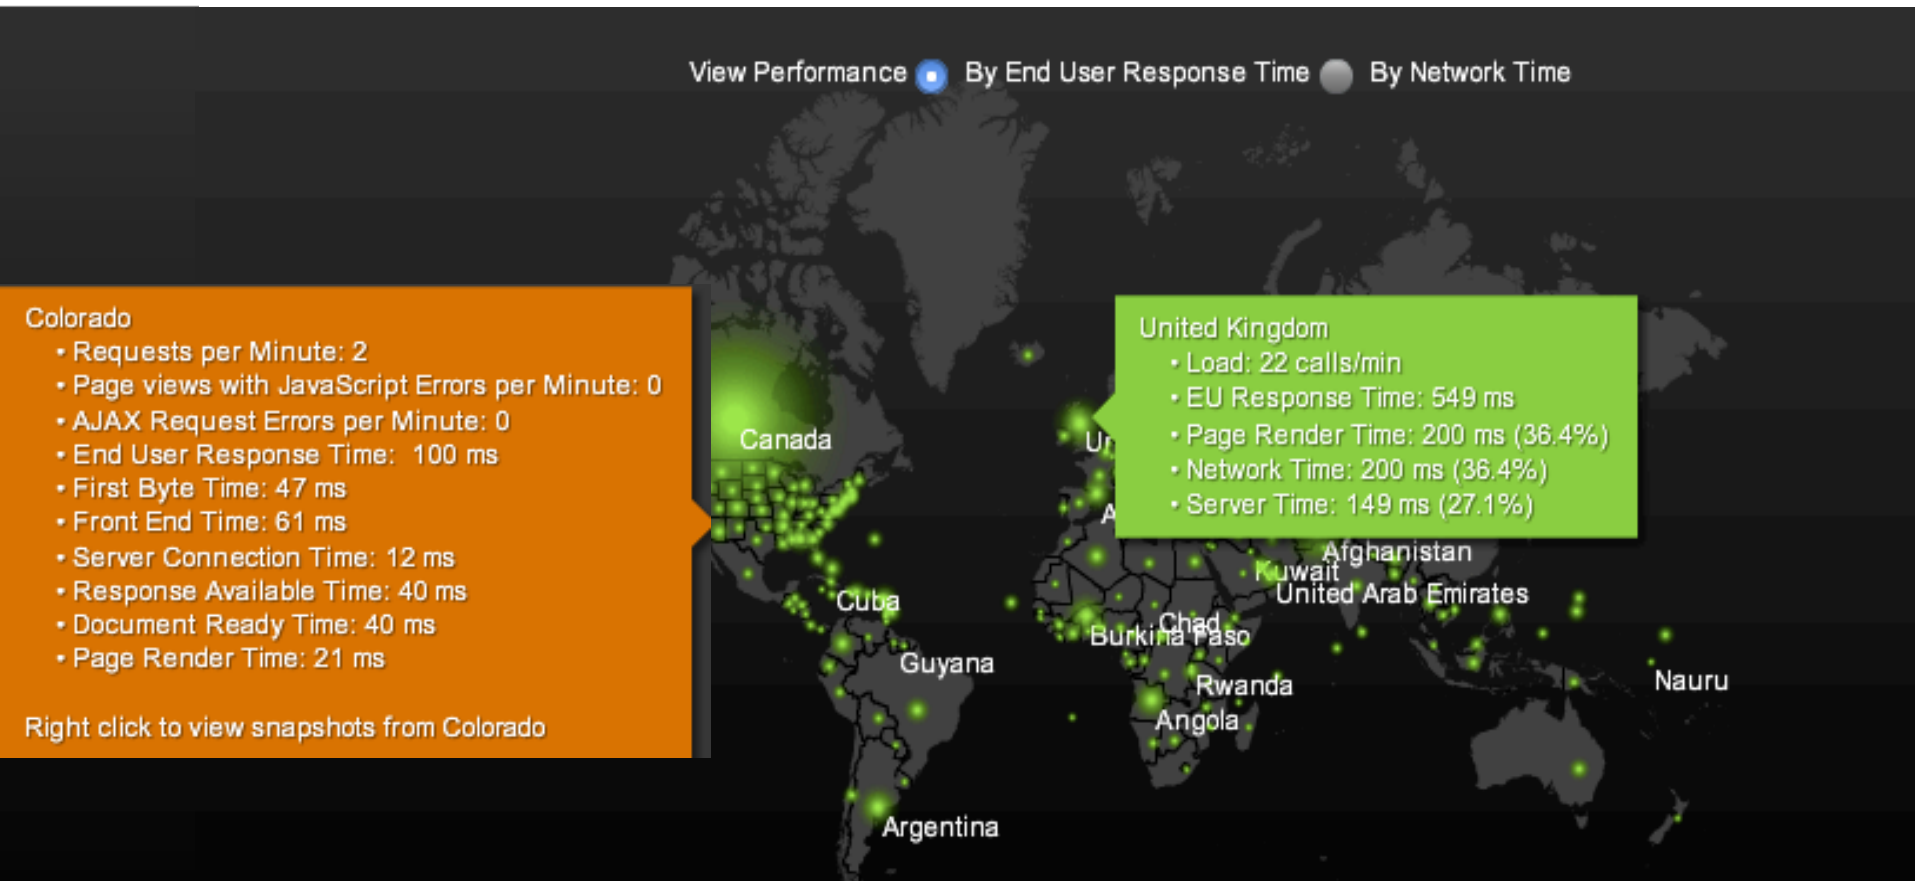 View Performance By End User Response Time By Network Time
Colorado
• Requests per Minute: 2
• Page views with JavaScript Errors per Minute: 0
• AJAX Request Errors per Minute: 0
• End User Response Time: 100 ms
• First Byte Time: 47 ms
• Front End Time: 61 ms
• Server Connection Time: 12 ms
• Response Available Time: 40 ms
• Document Ready Time: 40 ms
• Page Render Time: 21 ms
Right click to view snapshots from Colorado
United Kingdom
• Load: 22 calls/min
• EU Response Time: 549 ms
• Page Render Time: 200 ms (36.4%)
• Network Time: 200 ms (36.4%)
• Server Time: 149 ms (27.1%)
Canada
Afghanistan
Kuwait
United Arab Emirates
Cuba
Chad
Burkina Faso
Guyana
Rwanda
Nauru
Angola
Argentina